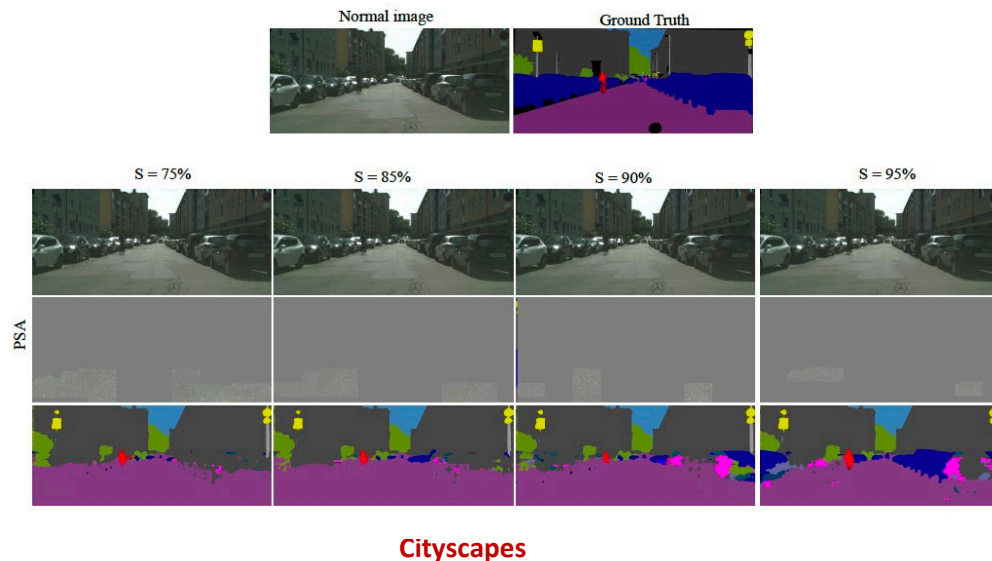 Normal image
Ground Truth
S = 75%
S = 85%
S = 90%
S = 95%
PSA
Cityscapes